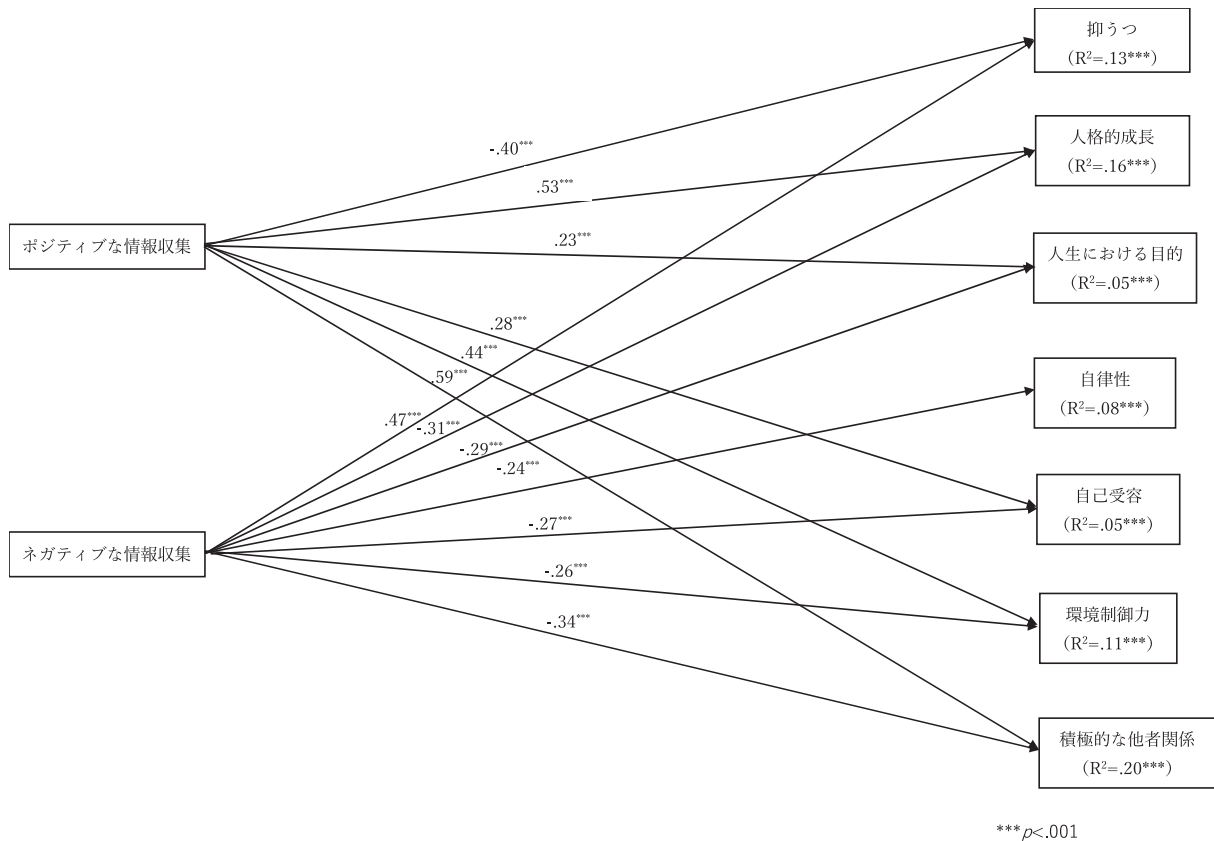 抑うつ
（R²=.13***）
人格的成長
（R²=.16***）
人生における目的
（R²=.05***）
自律性
（R²=.08***）
自己受容
（R²=.05***）
環境制御力
（R²=.11***）
積極的な他者関係
（R²=.20***）
ポジティブな情報収集
ネガティブな情報収集
-.40***
.53***
.23***
.28***
.44***
.59***
.47***
-.31***
-.29***
-.24***
-.27***
-.26***
-.34***
***p<.001